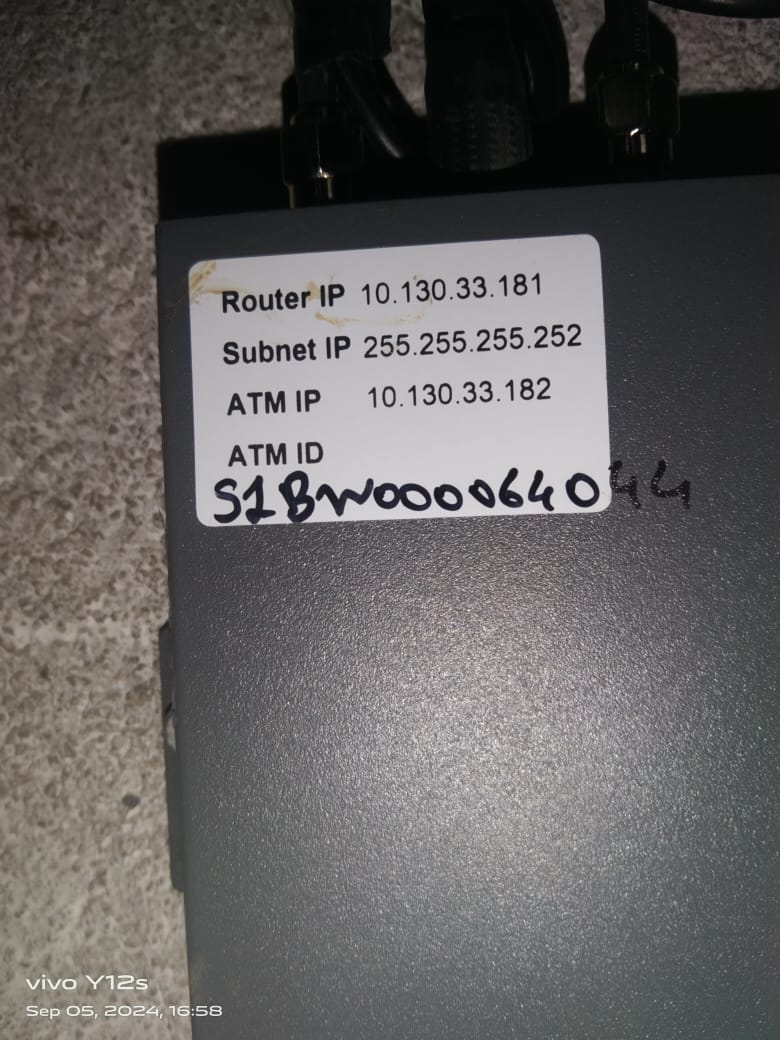 Router IP 10.130.33.181
Subnet IP 255.255.255.252
ATM IP 10.130.33.182
ATM ID
S1BW000064044
vivo Y12s
Sep 05, 2024, 16:58